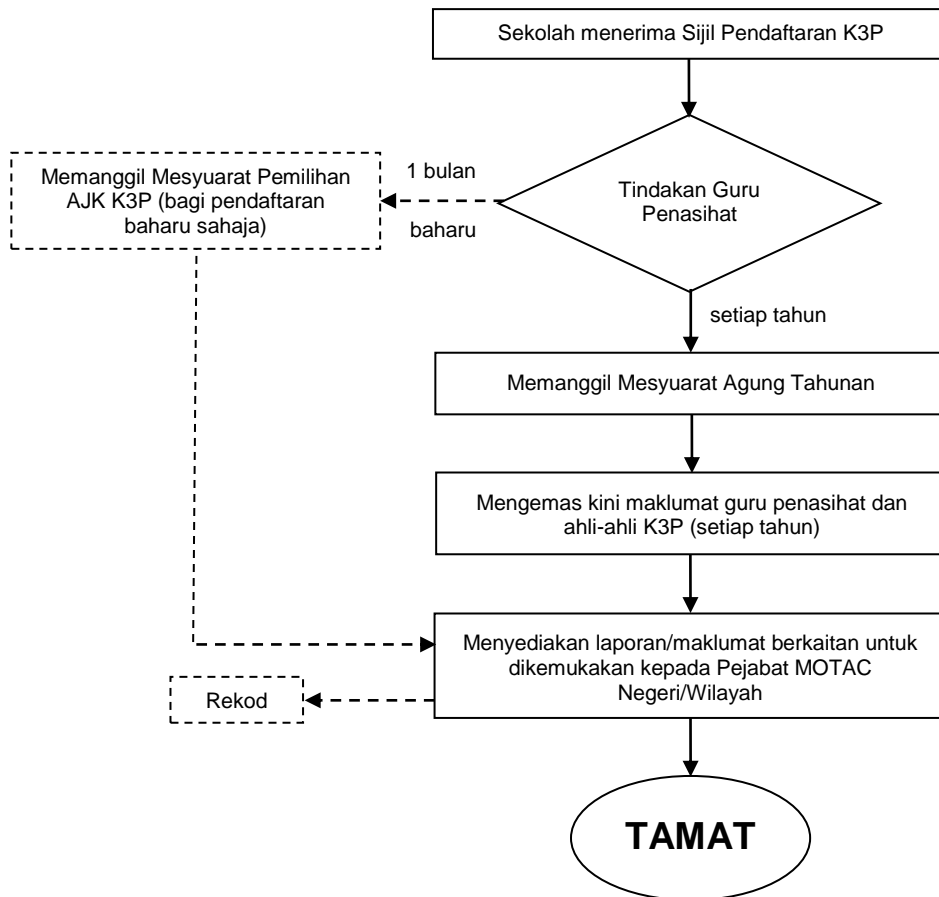 Sekolah menerima Sijil Pendaftaran K3P
Tindakan Guru
Penasihat
1 bulan
baharu
Memanggil Mesyuarat Pemilihan
AJK K3P (bagi pendaftaran
baharu sahaja)
setiap tahun
Memanggil Mesyuarat Agung Tahunan
Mengemas kini maklumat guru penasihat dan
ahli-ahli K3P (setiap tahun)
Menyediakan laporan/maklumat berkaitan untuk
dikemukakan kepada Pejabat MOTAC
Negeri/Wilayah
Rekod
TAMAT